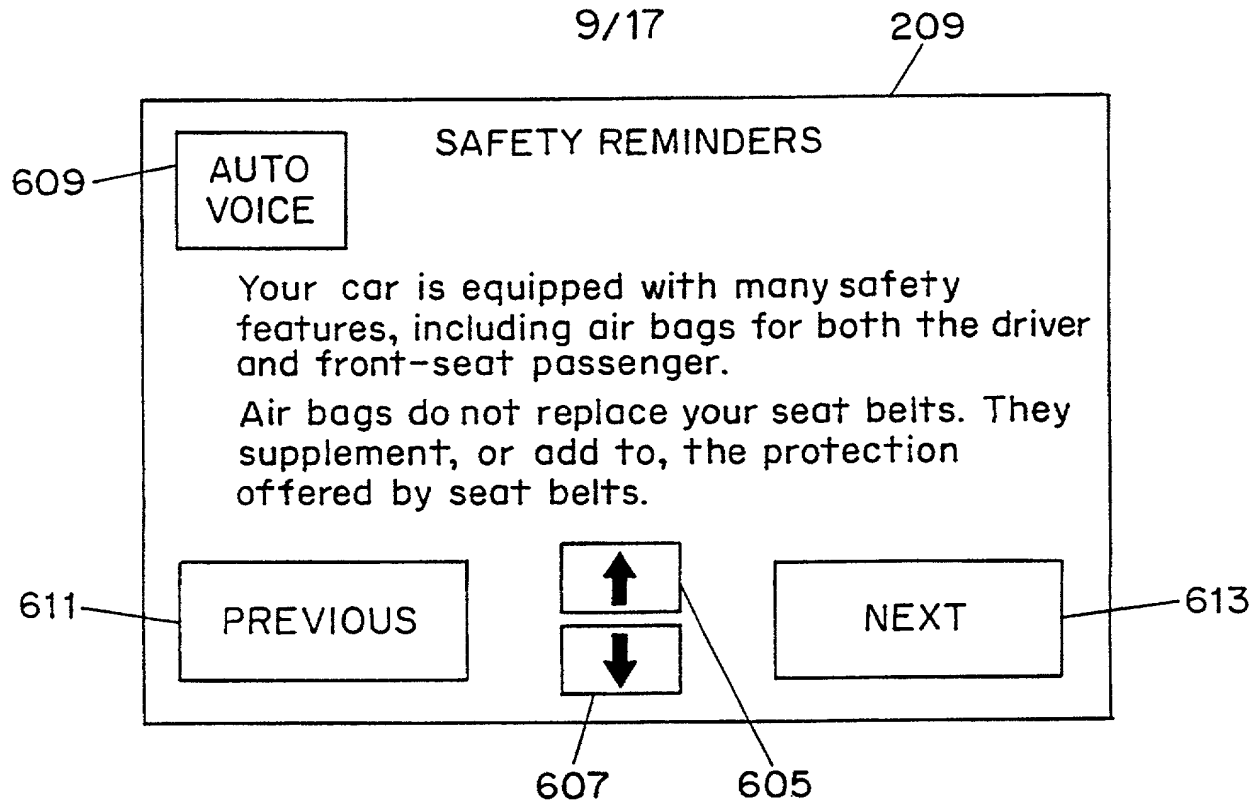 9/17
209
SAFETY REMINDERS
609
AUTO
VOICE
Your car is equipped with many safety
features, including air bags for both the driver
and front-seat passenger.
Air bags do not replace your seat belts. They
supplement, or add to, the protection
offered by seat belts.
611
PREVIOUS
NEXT
613
607
605